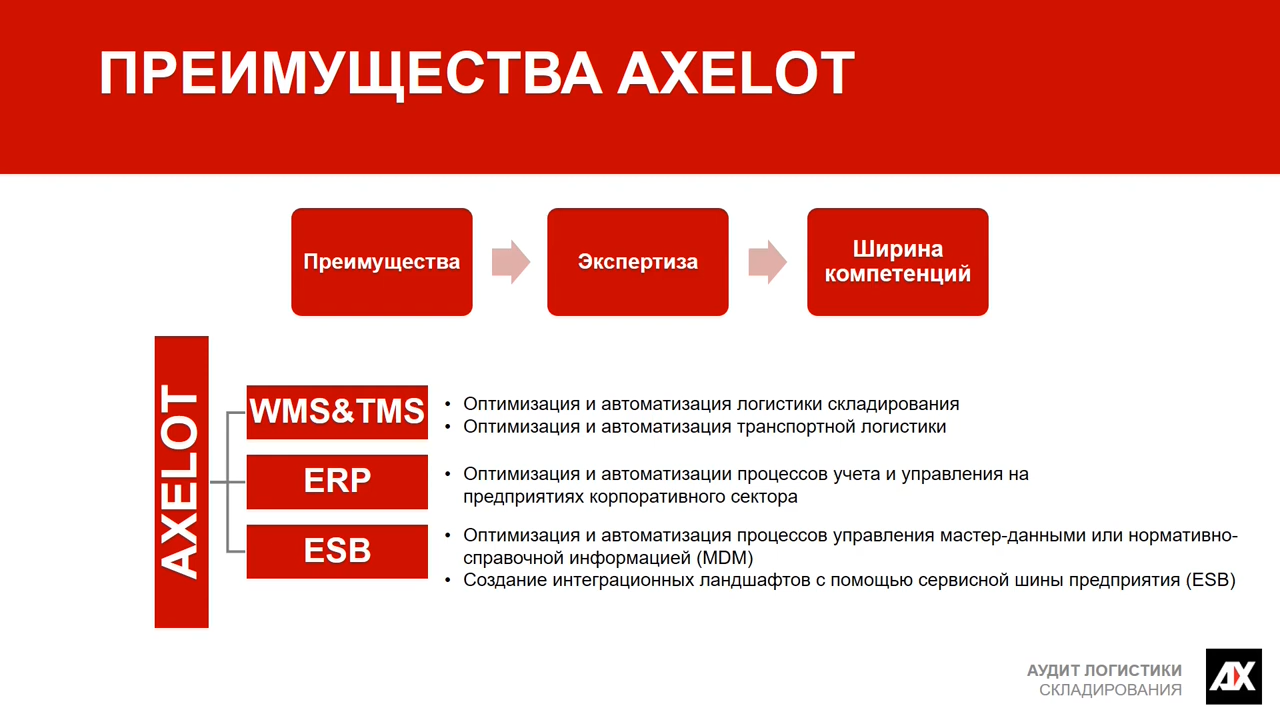 ПРЕИМУЩЕСТВА AXELOT
Преимущества
Экспертиза
Ширина
компетенций
AXELOT
WMS&TMS
• Оптимизация и автоматизация логистики складирования
• Оптимизация и автоматизация транспортной логистики
ERP
• Оптимизация и автоматизации процессов учета и управления на
предприятиях корпоративного сектора
ESB
• Оптимизация и автоматизация процессов управления мастер-данными или нормативно-
справочной информацией (MDM)
• Создание интеграционных ландшафтов с помощью сервисной шины предприятия (ESB)
АУДИТ ЛОГИСТИКИ
СКЛАДИРОВАНИЯ
AX